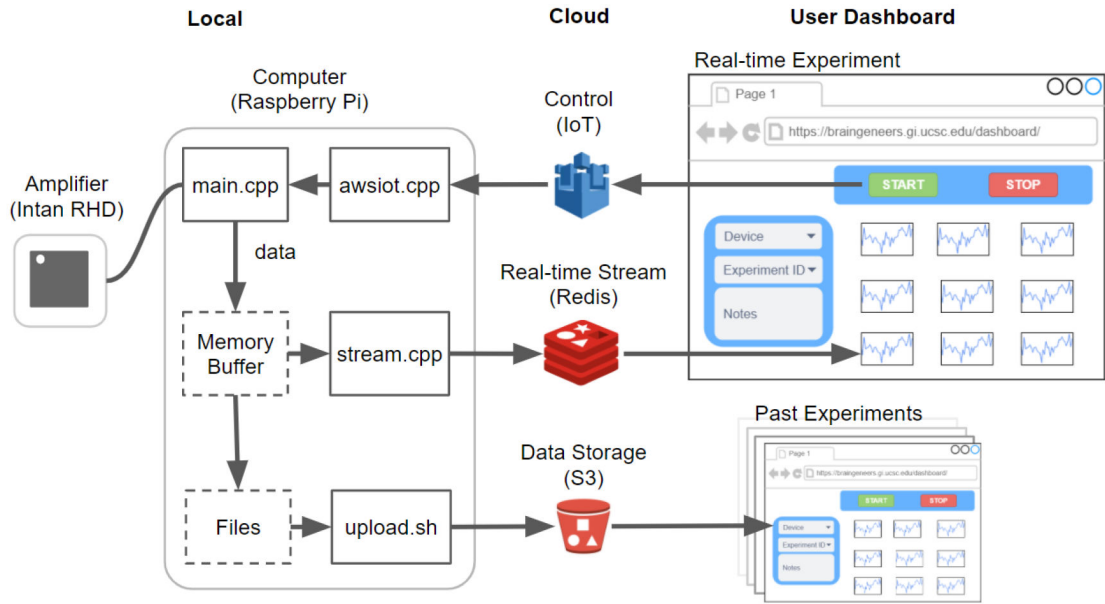 Local
Cloud
User Dashboard
Computer
(Raspberry Pi)
Amplifier
(Intan RHD)
main.cpp
awsiot.cpp
data
Memory
Buffer
stream.cpp
Files
upload.sh
Control
(IoT)
Real-time Stream
(Redis)
Data Storage
(S3)
Real-time Experiment
Page 1
https://braingeneers.gi.ucsc.edu/dashboard/
START
STOP
Device
Experiment ID
Notes
Past Experiments
Page 1
https://braingeneers.gi.ucsc.edu/dashboard/
START
STOP
Device
Experiment ID
Notes